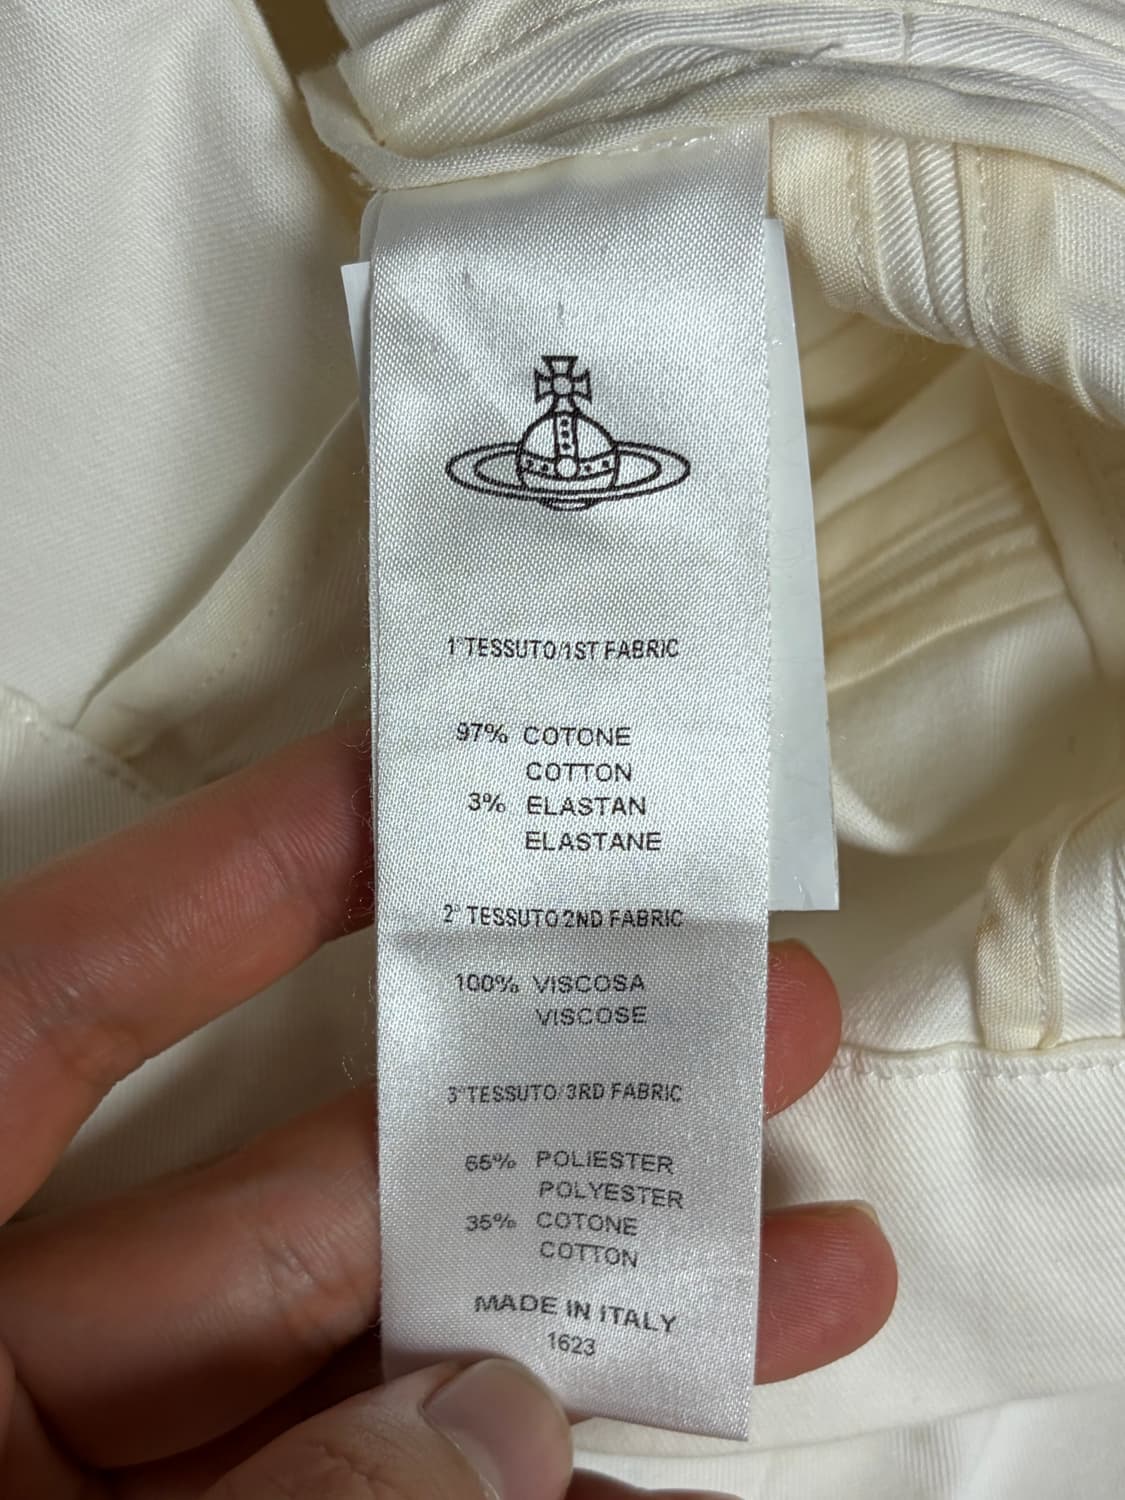 1° TESSUTO/1ST FABRIC
97% COTONE
COTTON
3% ELASTAN
ELASTANE
2° TESSUTO 2ND FABRIC
100% VISCOSA
VISCOSE
3° TESSUTO/3RD FABRIC
65% POLIESTER
POLYESTER
35% COTONE
COTTON
MADE IN ITALY
1623